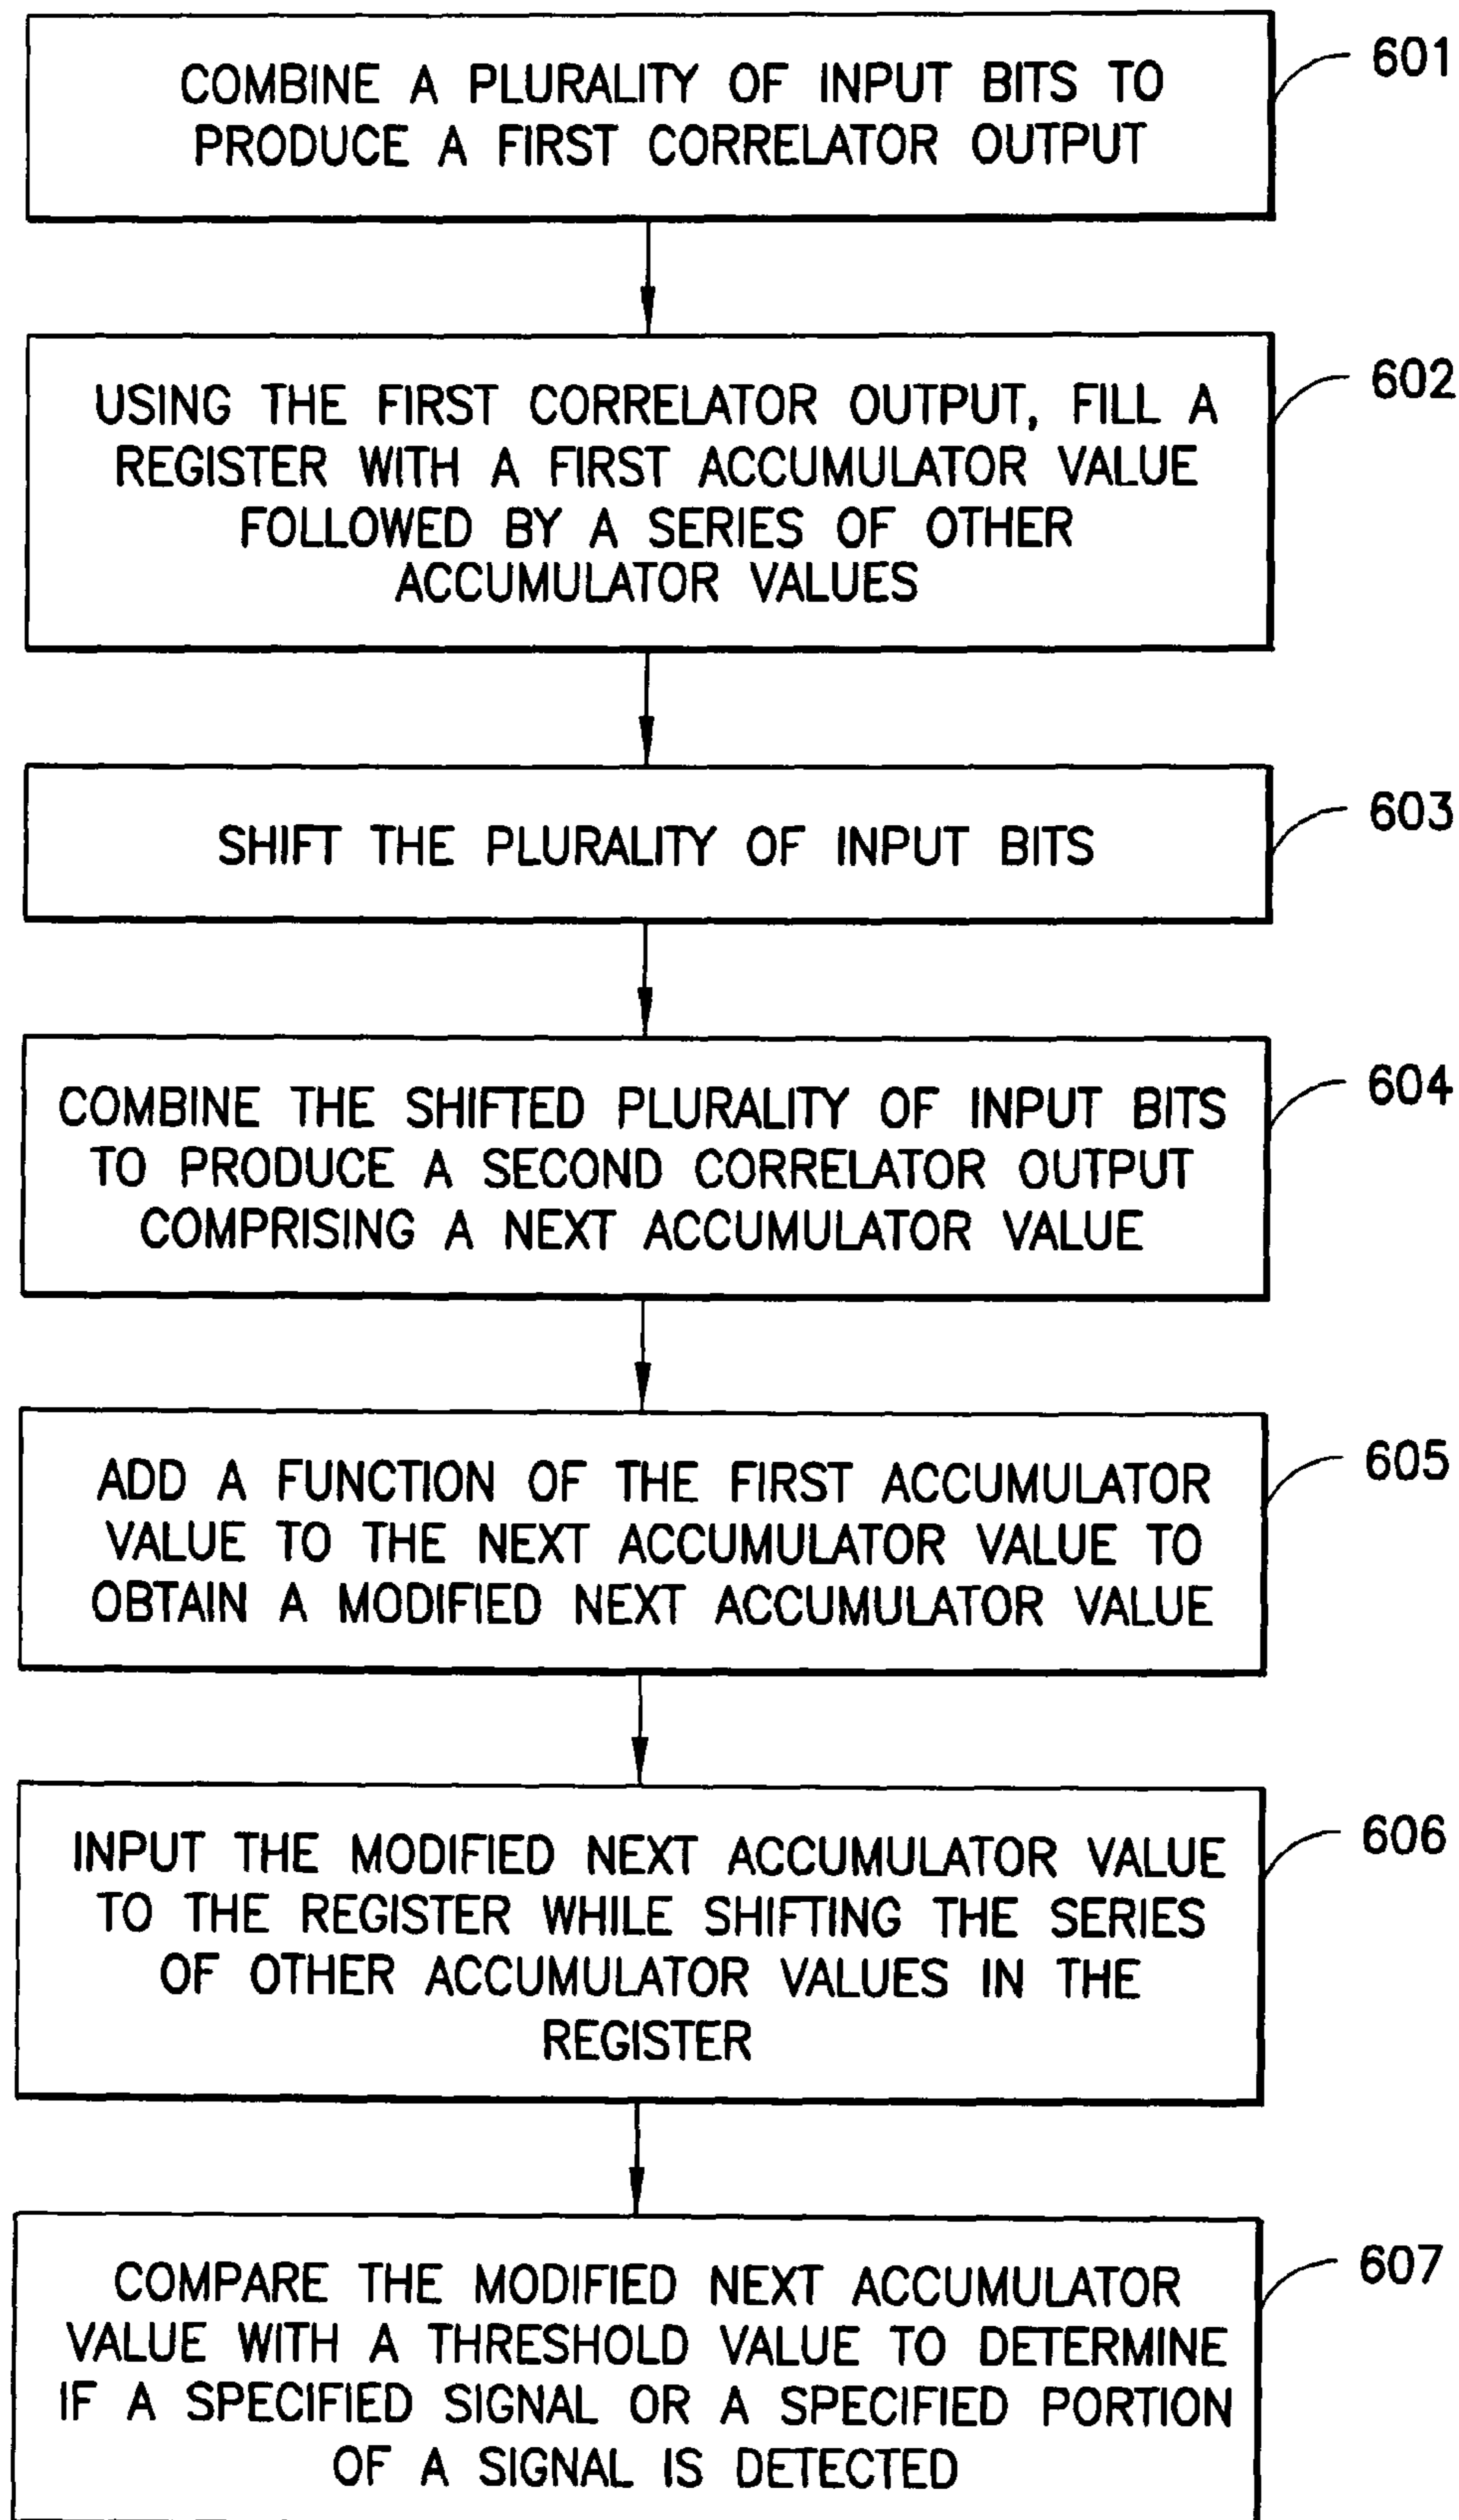 COMBINE A PLURALITY OF INPUT BITS TO
PRODUCE A FIRST CORRELATOR OUTPUT
601
USING THE FIRST CORRELATOR OUTPUT, FILL A
REGISTER WITH A FIRST ACCUMULATOR VALUE
FOLLOWED BY A SERIES OF OTHER
ACCUMULATOR VALUES
602
SHIFT THE PLURALITY OF INPUT BITS
603
COMBINE THE SHIFTED PLURALITY OF INPUT BITS
TO PRODUCE A SECOND CORRELATOR OUTPUT
COMPRISING A NEXT ACCUMULATOR VALUE
604
ADD A FUNCTION OF THE FIRST ACCUMULATOR
VALUE TO THE NEXT ACCUMULATOR VALUE TO
OBTAIN A MODIFIED NEXT ACCUMULATOR VALUE
605
INPUT THE MODIFIED NEXT ACCUMULATOR VALUE
TO THE REGISTER WHILE SHIFTING THE SERIES
OF OTHER ACCUMULATOR VALUES IN THE
REGISTER
606
COMPARE THE MODIFIED NEXT ACCUMULATOR
VALUE WITH A THRESHOLD VALUE TO DETERMINE
IF A SPECIFIED SIGNAL OR A SPECIFIED PORTION
OF A SIGNAL IS DETECTED
607